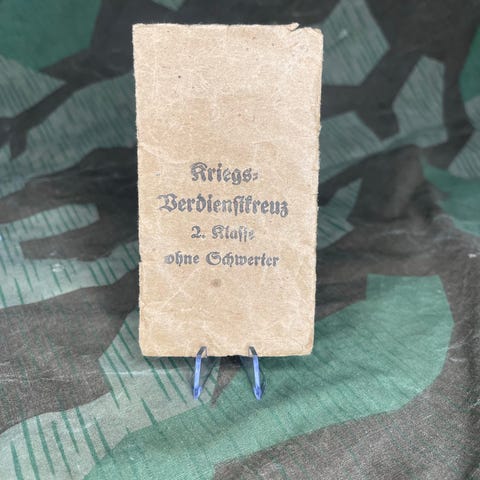 Kriegs-
Verdienstkreuz
2. Klasse
ohne Schwerter